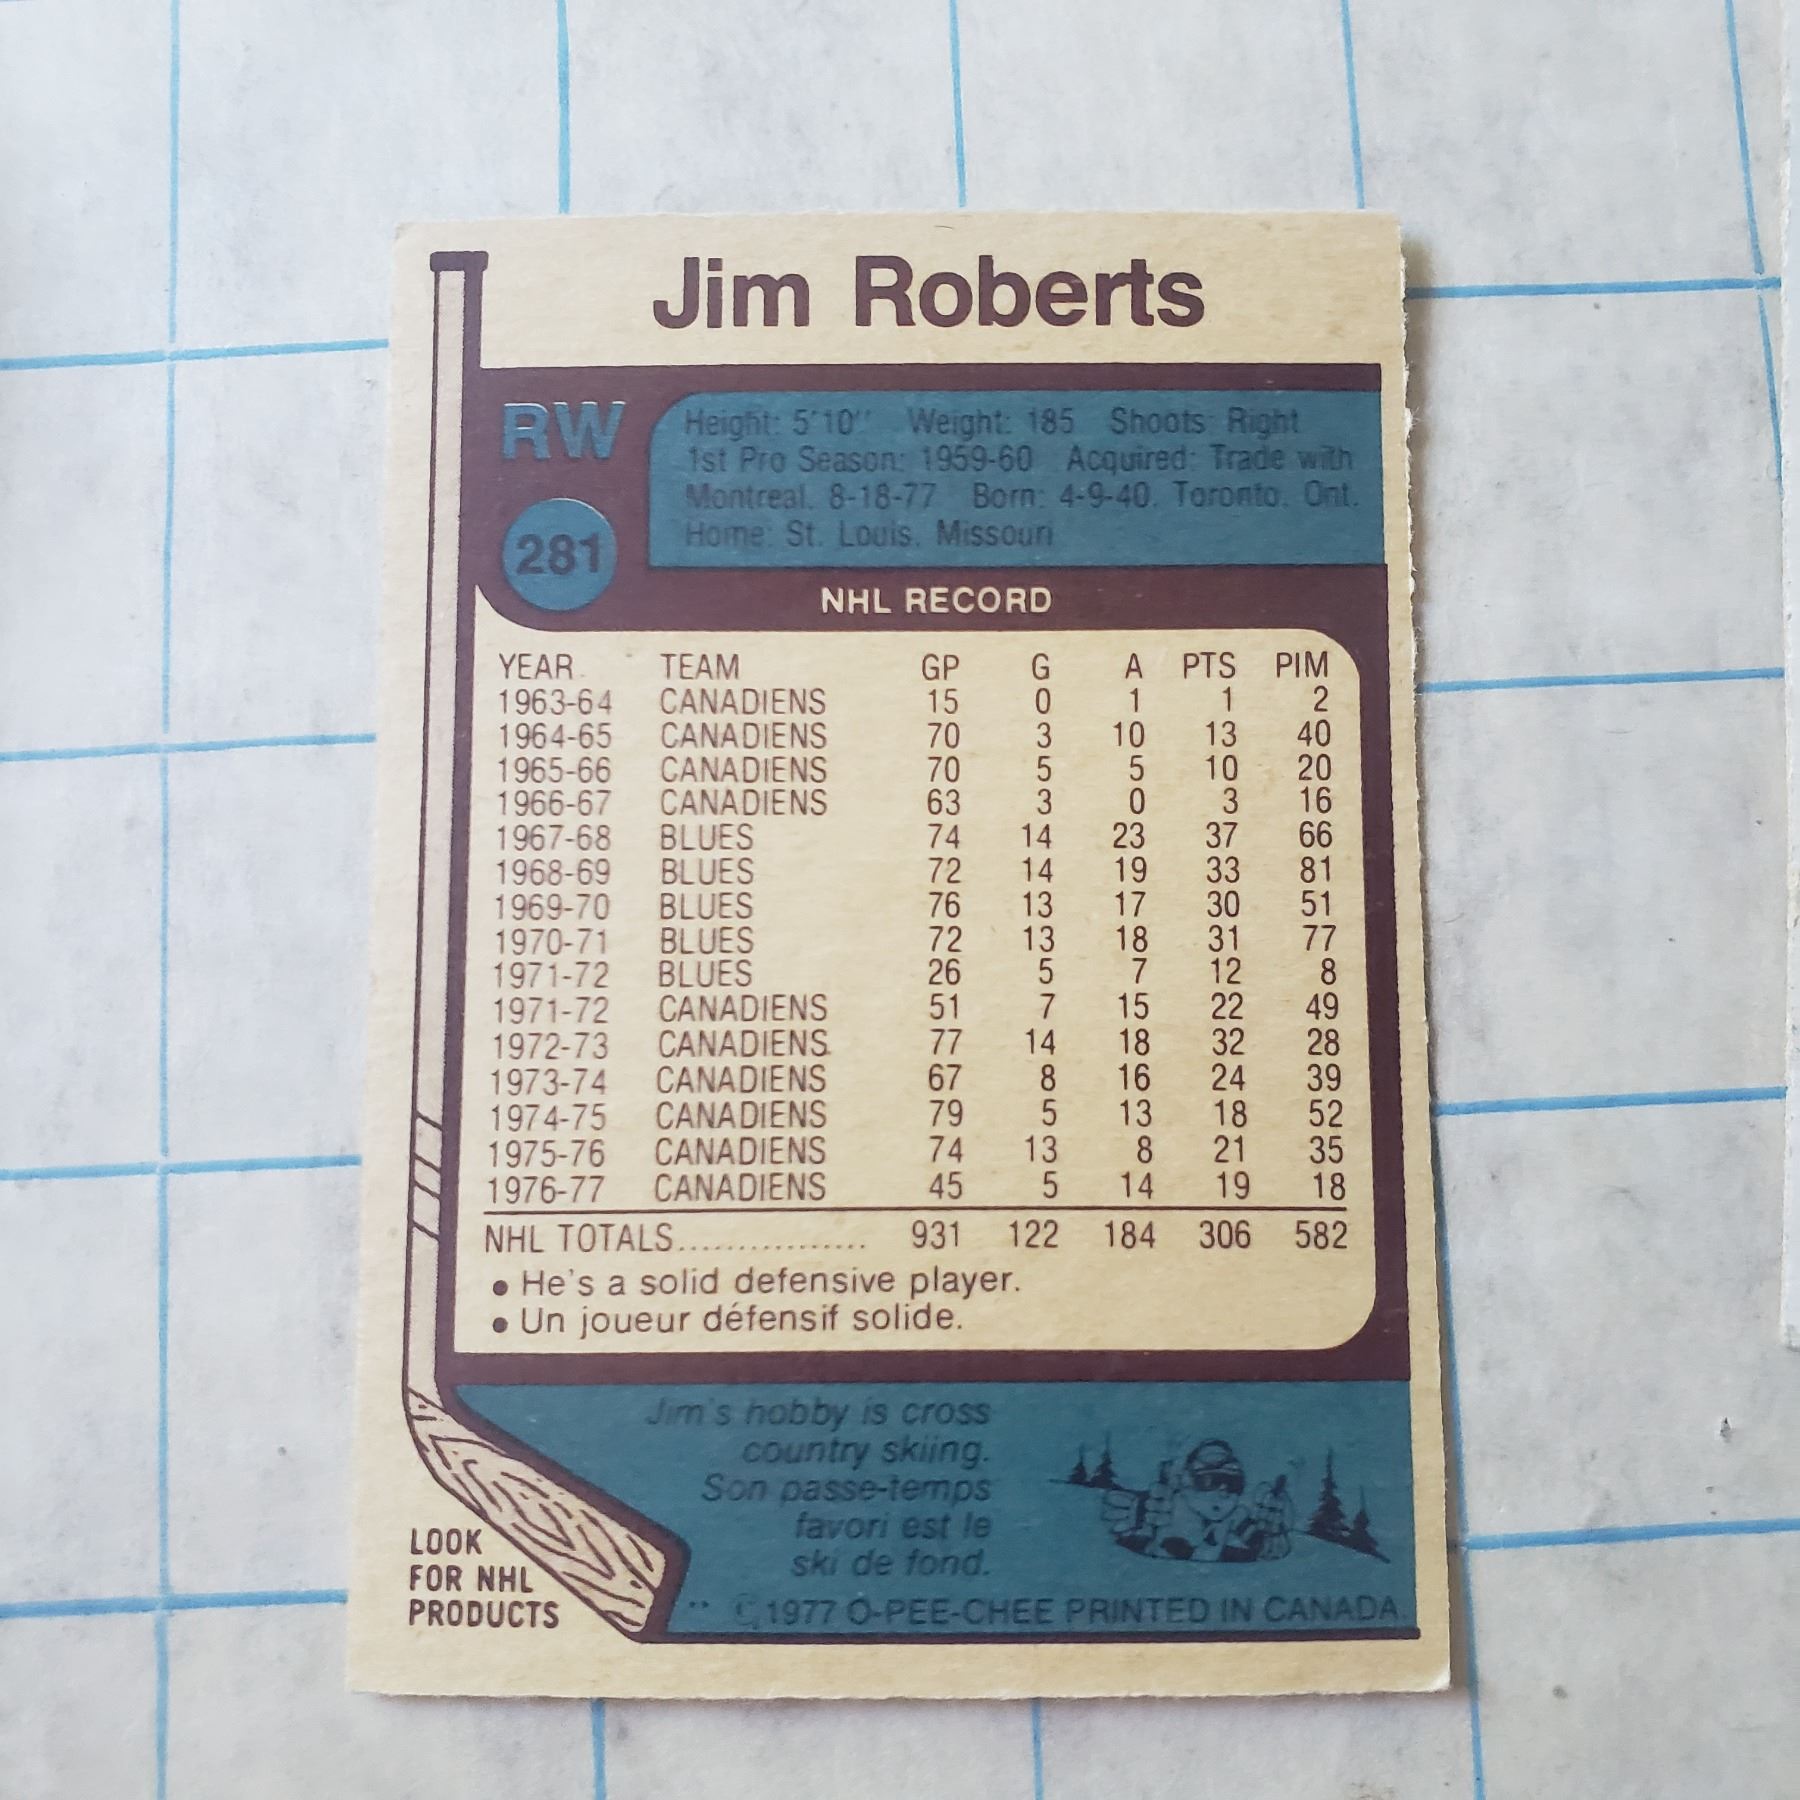 Jim Roberts
RW
281
Height: 5'10" Weight: 185 Shoots: Right
1st Pro Season: 1959-60 Acquired: Trade with
Montreal, 8-18-77 Born: 4-9-40, Toronto, Ont.
Home: St. Louis, Missouri
NHL RECORD
YEAR TEAM GP G A PTS PIM
1963-64 CANADIENS 15 0 1 1 2
1964-65 CANADIENS 70 3 10 13 40
1965-66 CANADIENS 70 5 5 10 20
1966-67 CANADIENS 63 3 0 3 16
1967-68 BLUES 74 14 23 37 66
1968-69 BLUES 72 14 19 33 81
1969-70 BLUES 76 13 17 30 51
1970-71 BLUES 72 13 18 31 77
1971-72 BLUES 26 5 7 12 8
1971-72 CANADIENS 51 7 15 22 49
1972-73 CANADIENS 77 14 18 32 28
1973-74 CANADIENS 67 8 16 24 39
1974-75 CANADIENS 79 5 13 18 52
1975-76 CANADIENS 74 13 8 21 35
1976-77 CANADIENS 45 5 14 19 18
NHL TOTALS................ 931 122 184 306 582
• He's a solid defensive player.
• Un joueur défensif solide.
Jim's hobby is cross
country skiing.
Son passe-temps
favori est le
ski de fond.
LOOK
FOR NHL
PRODUCTS
** ©1977 O-PEE-CHEE PRINTED IN CANADA